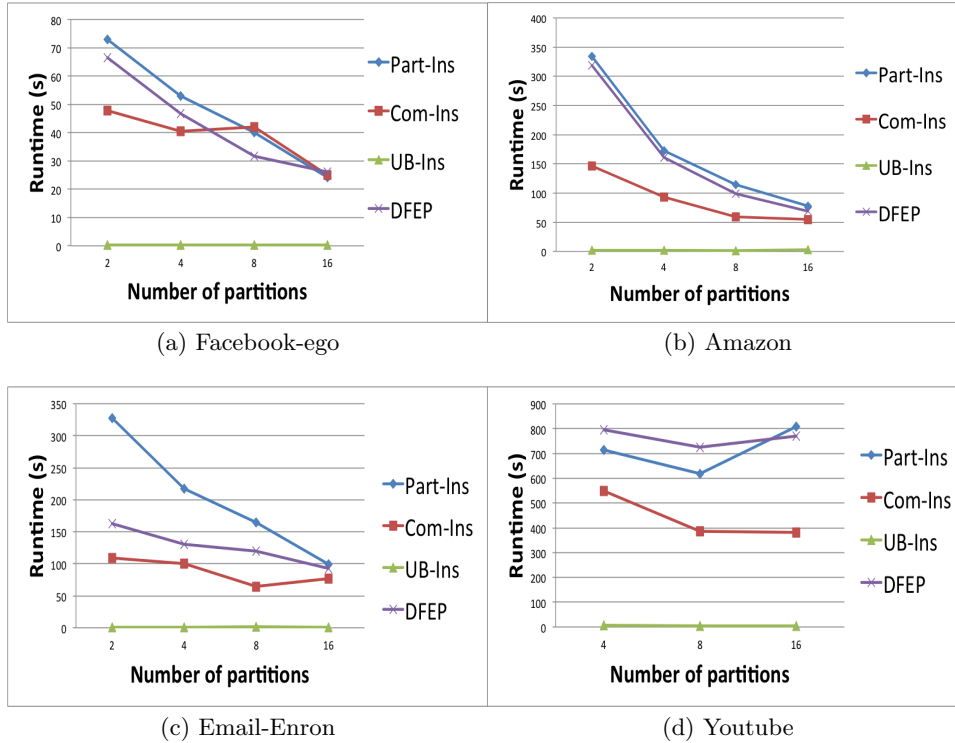 80
70
60
50
40
30
20
10
0
Runtime (s)
2 4 8 16
Number of partitions
Part-Ins
Com-Ins
UB-Ins
DFEP
(a) Facebook-ego
400
350
300
250
200
150
100
50
0
Runtime (s)
2 4 8 16
Number of partitions
Part-Ins
Com-Ins
UB-Ins
DFEP
(b) Amazon
350
300
250
200
150
100
50
0
Runtime (s)
2 4 8 16
Number of partitions
Part-Ins
Com-Ins
UB-Ins
DFEP
(c) Email-Enron
900
800
700
600
500
400
300
200
100
0
Runtime (s)
4 8 16
Number of partitions
Part-Ins
Com-Ins
UB-Ins
DFEP
(d) Youtube